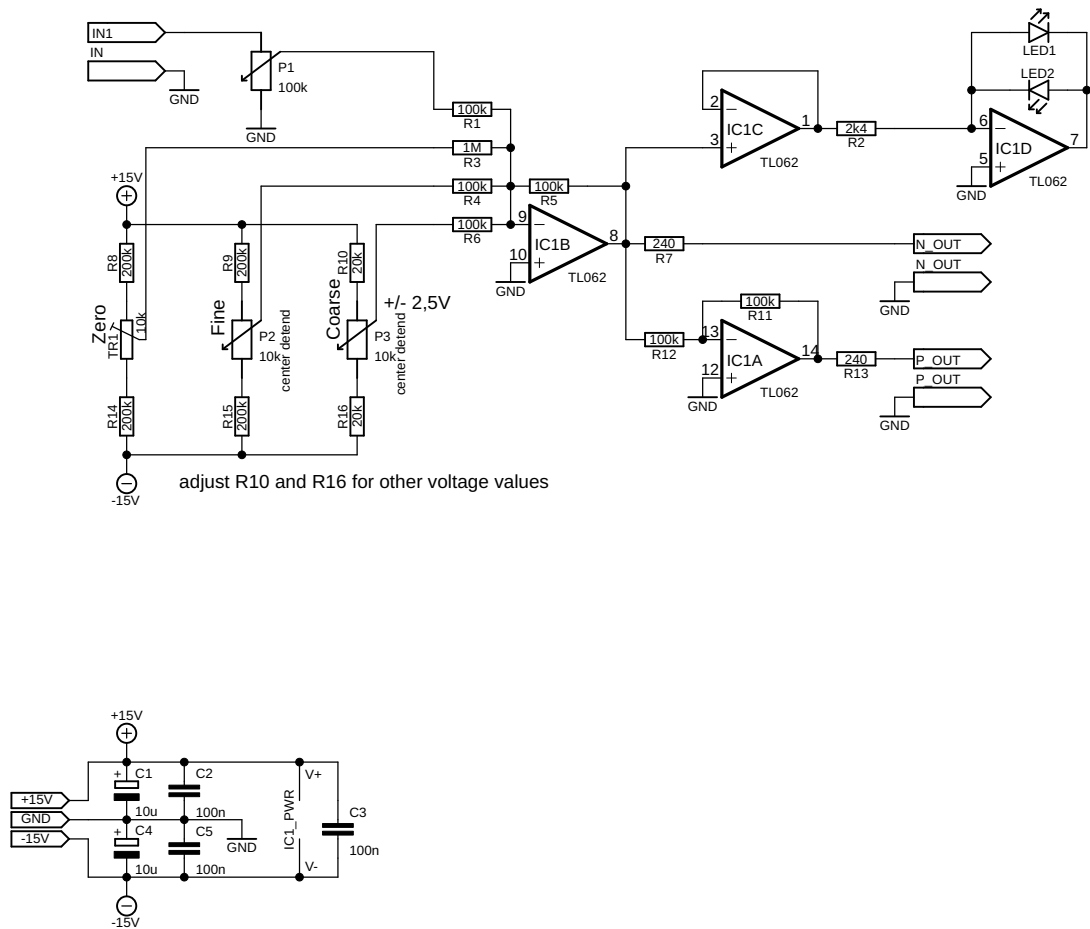 IN1
IN
GND
P1
100k
GND
100k
R1
1M
R3
100k
R4
100k
R6
100k
R5
+15V
R8
200k
R9
200k
R10
20k
Zero
TR1
10k
Fine
P2
10k
center detend
Coarse
P3
10k
center detend
+/- 2,5V
R14
200k
R15
200k
R16
20k
-15V
adjust R10 and R16 for other voltage values
9
10
8
IC1B
TL062
GND
2
3
1
IC1C
TL062
2k4
R2
LED1
LED2
6
5
7
IC1D
TL062
GND
240
R7
N_OUT
N_OUT
GND
100k
R12
100k
R11
13
12
14
IC1A
TL062
GND
240
R13
P_OUT
P_OUT
GND
+15V
+15V
GND
-15V
+
C1
10u
C2
100n
+
C4
10u
C5
100n
GND
V+
IC1_PWR
V-
C3
100n
-15V